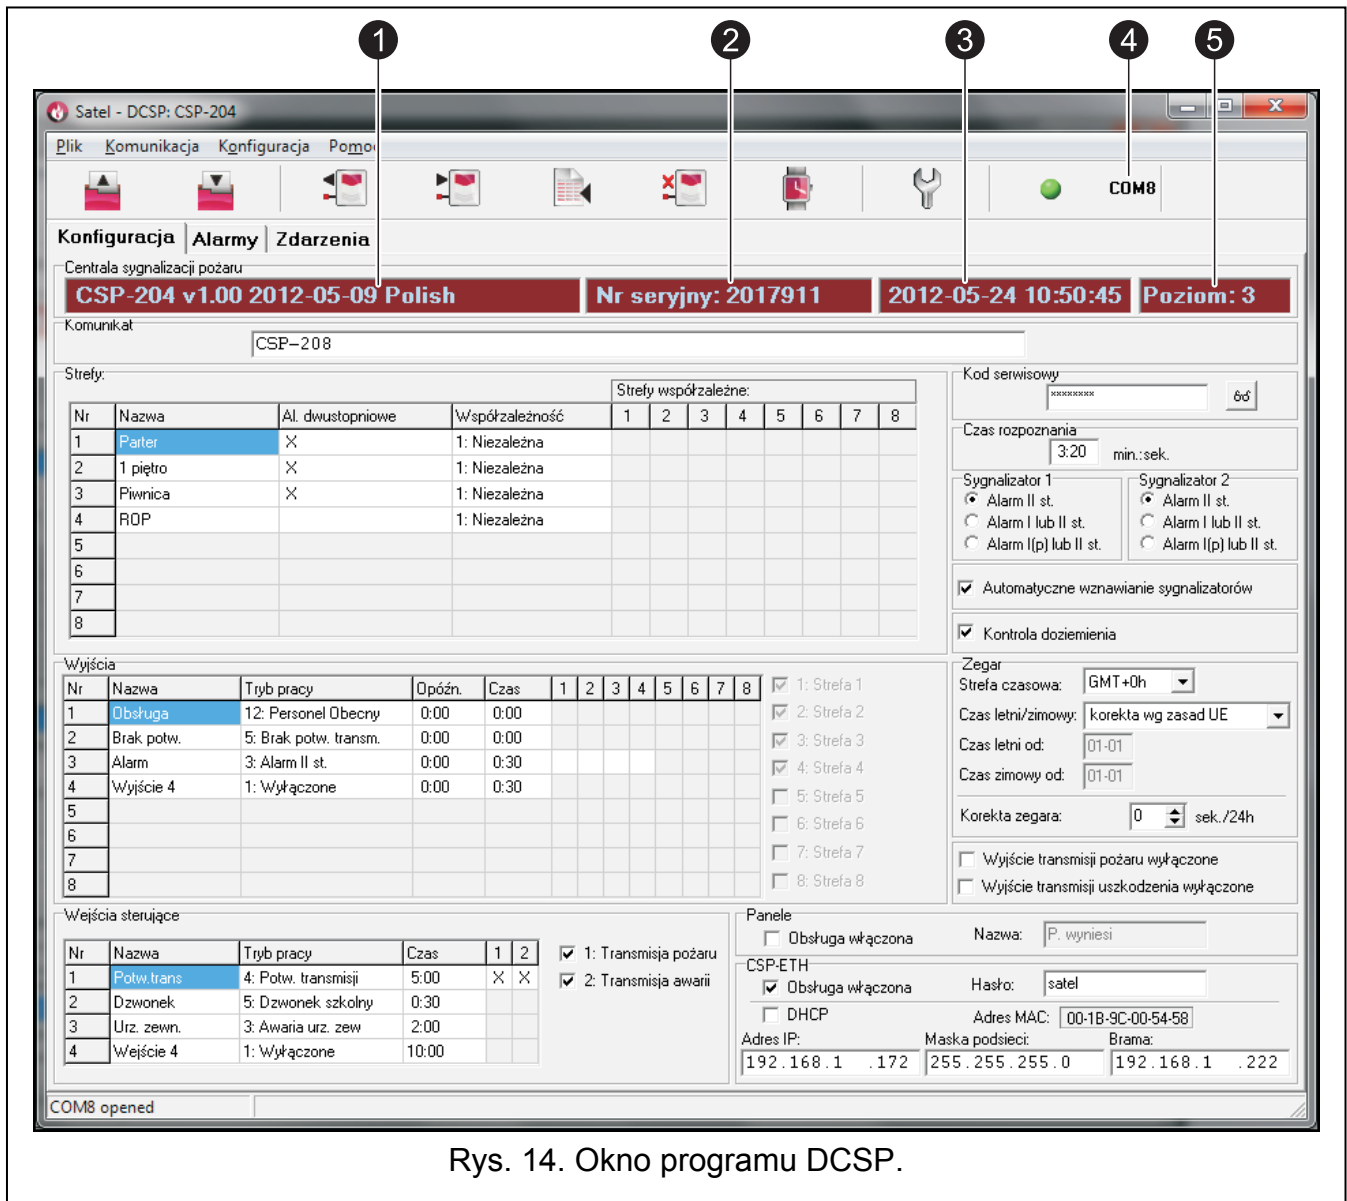 1 2 3 4 5
Satel - DCSP: CSP-204
Plik Komunikacja Konfiguracja Pomoc
COM8
Konfiguracja Alarmy Zdarzenia
Centrala sygnalizacji pożaru
CSP-204 v1.00 2012-05-09 Polish Nr seryjny: 2017911 2012-05-24 10:50:45 Poziom: 3
Komunikat
CSP-208
Strefy:
Strefy współzależne:
Nr Nazwa Al. dwustopniowe Współzależność 1 2 3 4 5 6 7 8
1 Parter X 1: Niezależna
2 1 piętro X 1: Niezależna
3 Piwnica X 1: Niezależna
4 ROP 1: Niezależna
5
6
7
8
Kod serwisowy
××××××××
Czas rozpoznania
3:20 min.:sek.
Sygnalizator 1 Sygnalizator 2
Alarm II st. Alarm II st.
Alarm I lub II st. Alarm I lub II st.
Alarm I(p) lub II st. Alarm I(p) lub II st.
Automatyczne wznawianie sygnalizatorów
Kontrola doziemienia
Wyjścia
Nr Nazwa Tryb pracy Opóźn. Czas 1 2 3 4 5 6 7 8
1 Obsługa 12: Personel Obecny 0:00 0:00
2 Brak potw. 5: Brak potw. transm. 0:00 0:00
3 Alarm 3: Alarm II st. 0:00 0:30
4 Wyjście 4 1: Wyłączone 0:00 0:30
5
6
7
8
1: Strefa 1
2: Strefa 2
3: Strefa 3
4: Strefa 4
5: Strefa 5
6: Strefa 6
7: Strefa 7
8: Strefa 8
Zegar
Strefa czasowa: GMT+0h
Czas letni/zimowy: korekta wg zasad UE
Czas letni od: 01-01
Czas zimowy od: 01-01
Korekta zegara: 0 sek./24h
Wyjście transmisji pożaru wyłączone
Wyjście transmisji uszkodzenia wyłączone
Wejścia sterujące
Nr Nazwa Tryb pracy Czas 1 2
1 Potw.trans 4: Potw. transmisji 5:00 X X
2 Dzwonek 5: Dzwonek szkolny 0:30
3 Urz. zewn. 3: Awaria urz. zew 2:00
4 Wejście 4 1: Wyłączone 10:00
1: Transmisja pożaru
2: Transmisja awarii
Panele
Obsługa włączona Nazwa: P. wyniesi
CSP-ETH
Obsługa włączona Hasło: satel
DHCP Adres MAC: 00-1B-9C-00-54-58
Adres IP: Maska podsieci: Brama:
192.168.1 .172 255.255.255.0 192.168.1 .222
COM8 opened
Rys. 14. Okno programu DCSP.